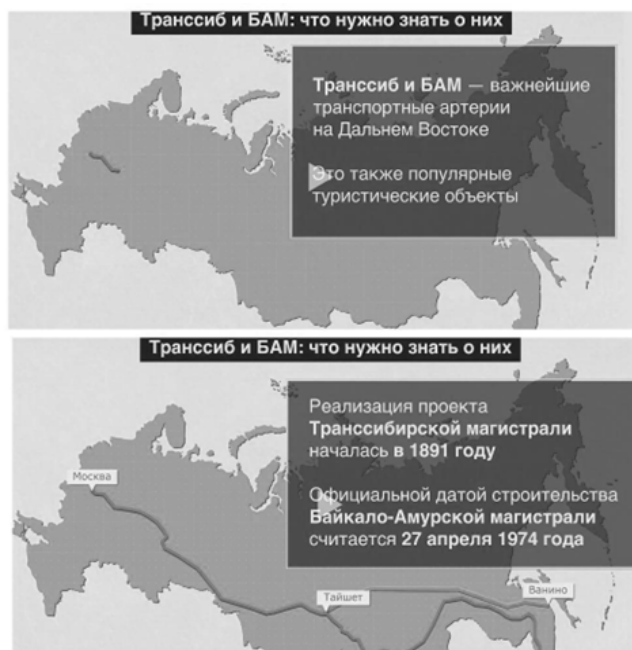 Транссиб и БАМ: что нужно знать о них
Транссиб и БАМ — важнейшие
транспортные артерии
на Дальнем Востоке
Это также популярные
туристические объекты
Транссиб и БАМ: что нужно знать о них
Реализация проекта
Транссибирской магистрали
началась в 1891 году
Официальной датой строительства
Байкало-Амурской магистрали
считается 27 апреля 1974 года
Москва
Тайшет
Ванино